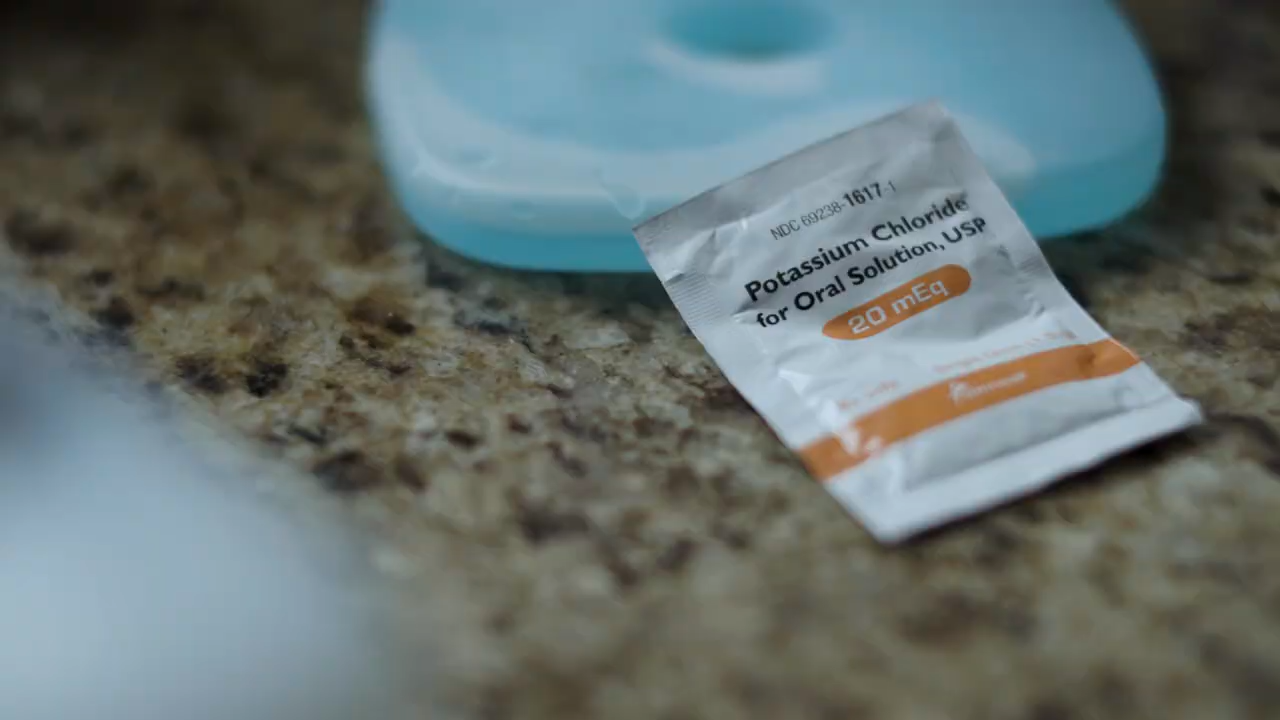 NDC 69238-1617-1
Potassium Chloride
for Oral Solution, USP
20 mEq